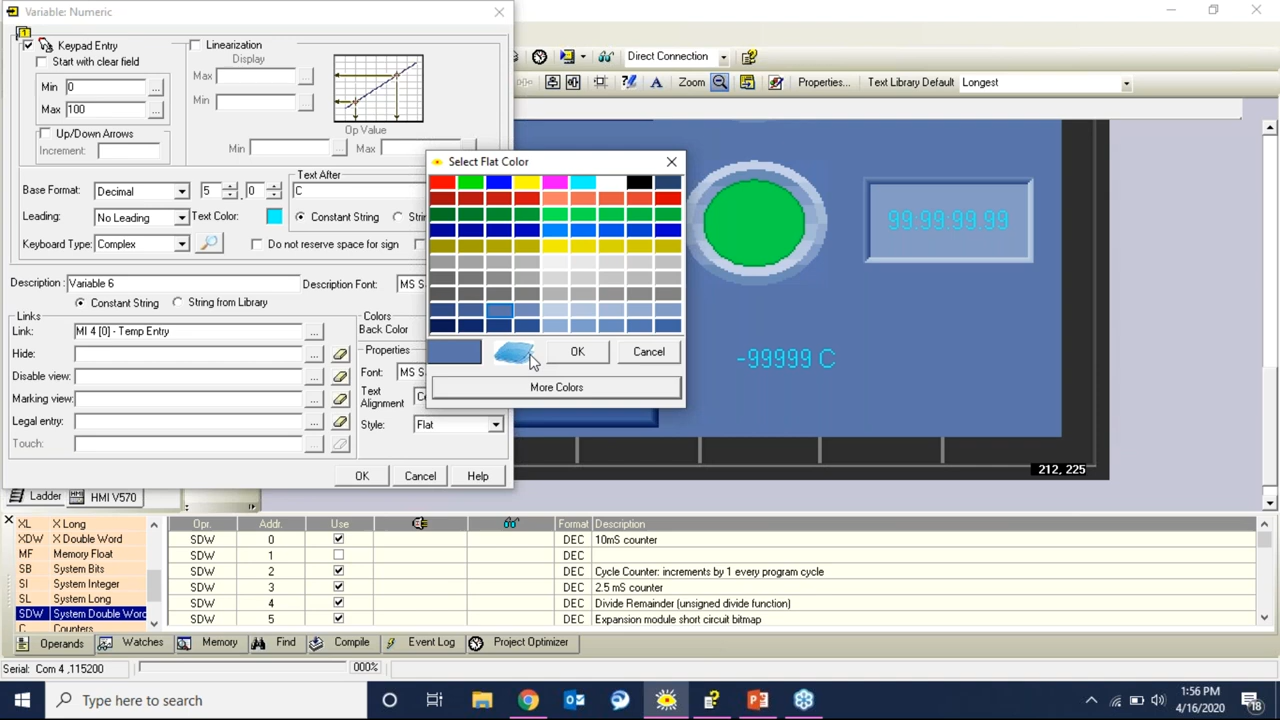 Variable: Numeric
1
Keypad Entry
Linearization
Start with clear field
Display
Min 0
Max
Max 100
Min
Up/Down Arrows
Increment:
Op Value
Min
Max
Base Format: Decimal 5 . 0
Text After
C
Leading: No Leading
Text Color:
Constant String
Keyboard Type: Complex
Do not reserve space for sign
Description : Variable 6
Description Font: MS S
Constant String
String from Library
Links
Colors
Link: MI 4 [0] - Temp Entry
Back Color
Hide:
Properties
Disable view:
Font: MS S
Marking view:
Text Alignment
Legal entry:
Style: Flat
Touch:
OK
Cancel
Help
Select Flat Color
OK
Cancel
More Colors
Direct Connection
Zoom
Properties...
Text Library Default
Longest
99:99:99.99
-99999 C
212, 225
Ladder
HMI V570
XL X Long
XDW X Double Word
MF Memory Float
SB System Bits
SI System Integer
SL System Long
SDW System Double Word
C Counters
Opr. Addr. Use Format Description
SDW 0 DEC 10mS counter
SDW 1 DEC
SDW 2 DEC Cycle Counter: increments by 1 every program cycle
SDW 3 DEC 2.5 mS counter
SDW 4 DEC Divide Remainder (unsigned divide function)
SDW 5 DEC Expansion module short circuit bitmap
Operands
Watches
Memory
Find
Compile
Event Log
Project Optimizer
Serial: Com 4 ,115200
000%
Type here to search
1:56 PM
4/16/2020
18